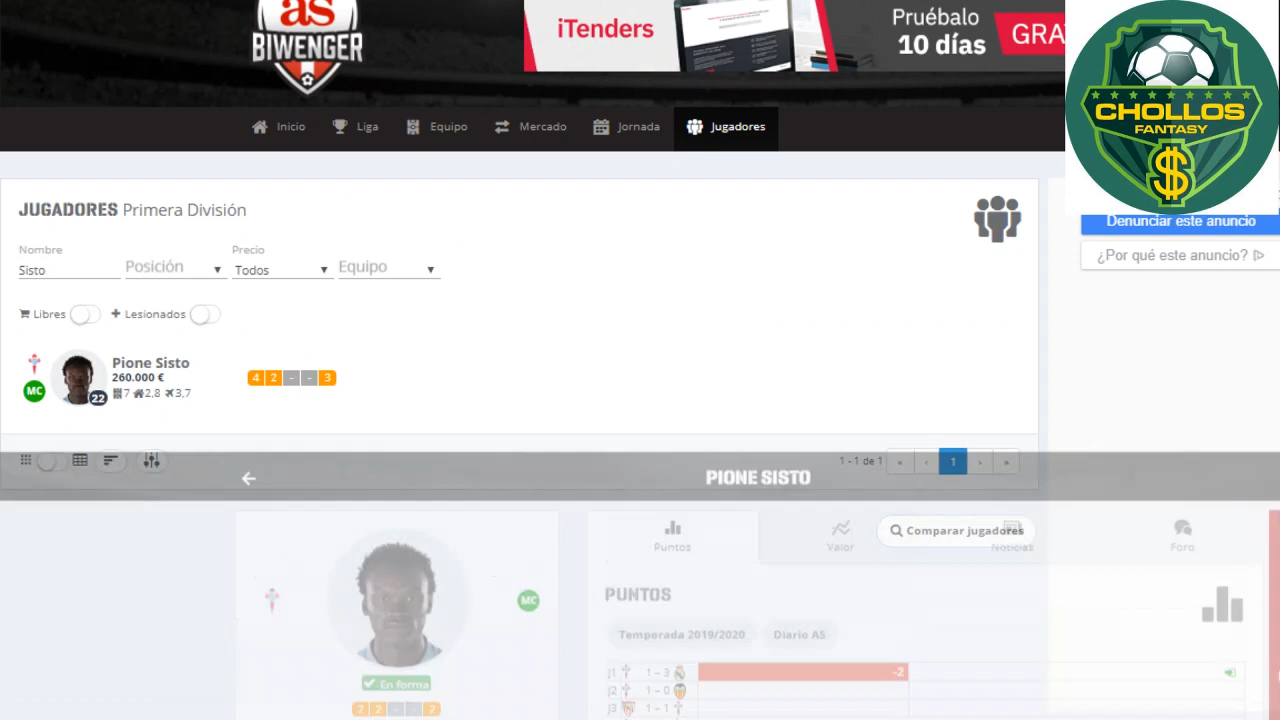 as
BIWENGER
iTenders
Pruébalo
10 días
GRA
CHOLLOS
FANTASY
$
Inicio
Liga
Equipo
Mercado
Jornada
Jugadores
Denunciar este anuncio
¿Por qué este anuncio?
JUGADORES Primera División
Nombre
Precio
Sisto
Posición
Todos
Equipo
Libres
Lesionados
Pione Sisto
260.000 €
MC
22
7 2,8 3,7
4 2 - - 3
1 - 1 de 1
« ‹ 1 › »
PIONE SISTO
Puntos
Valor
Comparar jugadores
Noticias
Foro
MC
PUNTOS
Temporada 2019/2020
Diario AS
En forma
2 2 - - 2
J1 1 - 3 -2
J2 1 - 0
J3 1 - 1